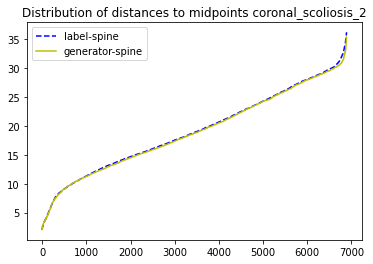 Distribution of distances to midpoints coronal_scoliosis_2
label-spine
generator-spine
35
30
25
20
15
10
5
0 1000 2000 3000 4000 5000 6000 7000